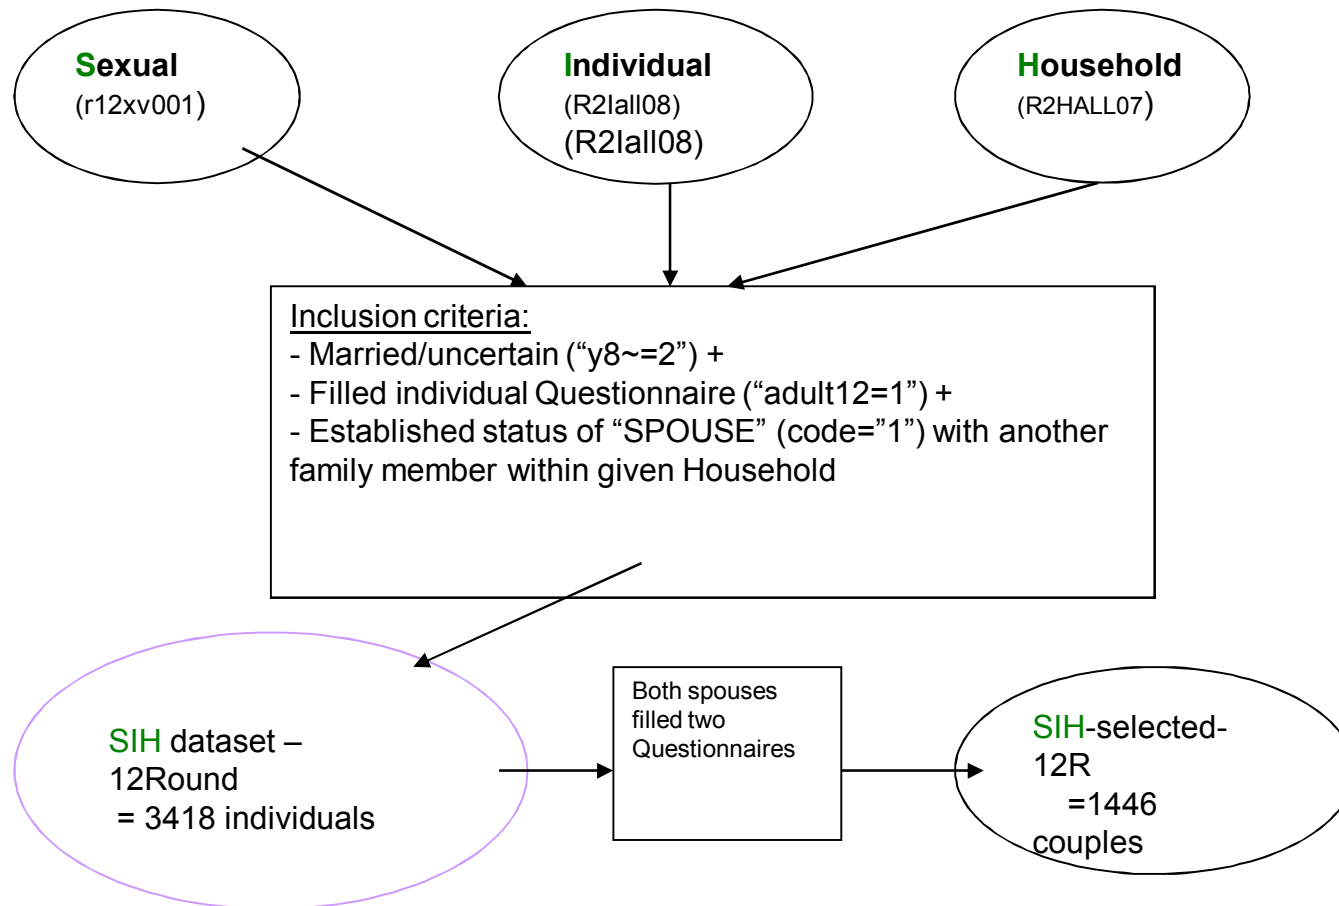 Sexual
(r12xv001)
Individual
(R2Iall08)
(R2Iall08)
Household
(R2HALL07)
Inclusion criteria:
- Married/uncertain (“y8~=2”) +
- Filled individual Questionnaire (“adult12=1”) +
- Established status of “SPOUSE” (code=”1”) with another
family member within given Household
SIH dataset –
12Round
= 3418 individuals
Both spouses
filled two
Questionnaires
SIH-selected-
12R
=1446
couples